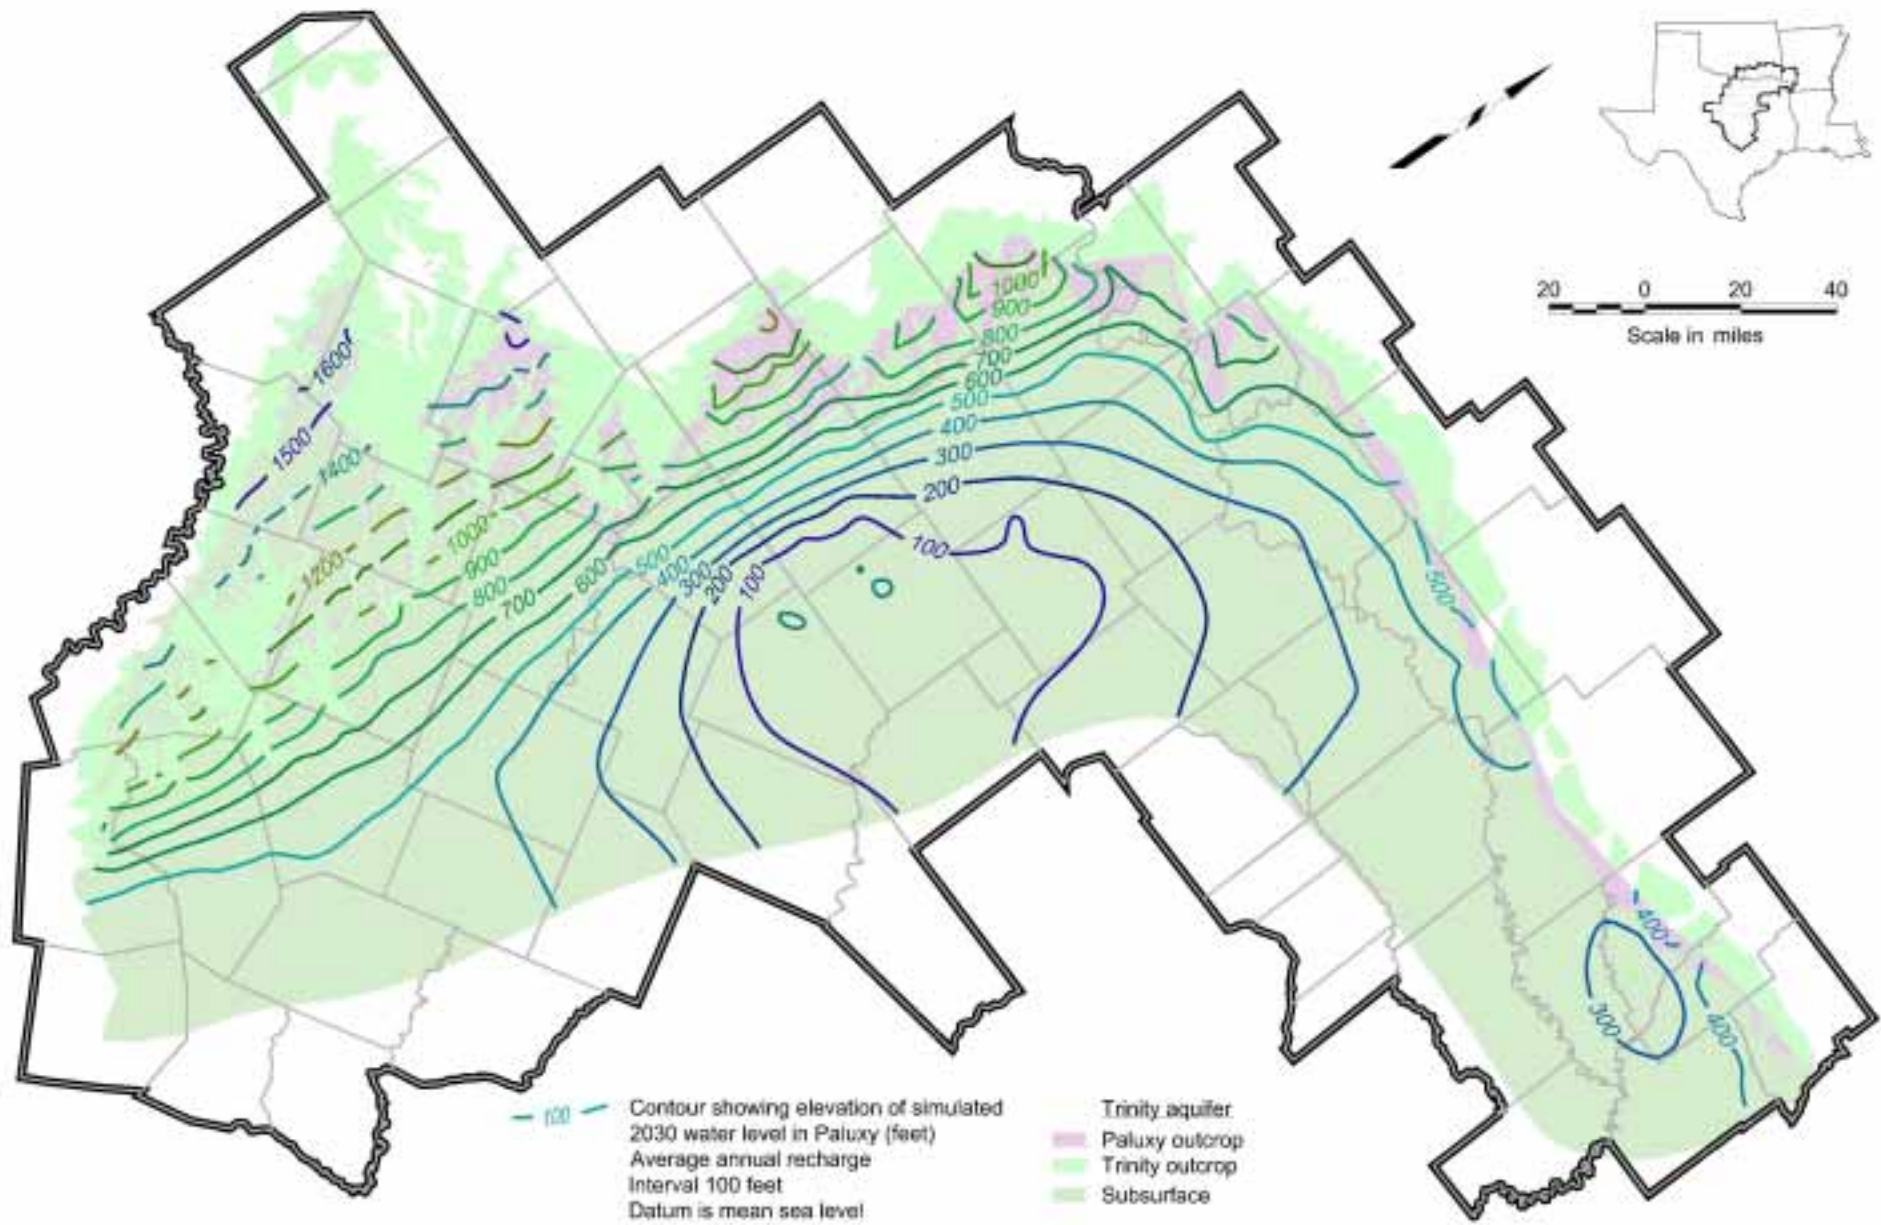 20 0 20 40
Scale in miles
1000
900
800
700
600
500
400
300
200
100
1600
1500
1400
1200
1000
900
800
700
600
500
400
300
200
100
500
400
300
400
100
Contour showing elevation of simulated
2030 water level in Paluxy (feet)
Average annual recharge
Interval 100 feet
Datum is mean sea level
Trinity aquifer
Paluxy outcrop
Trinity outcrop
Subsurface